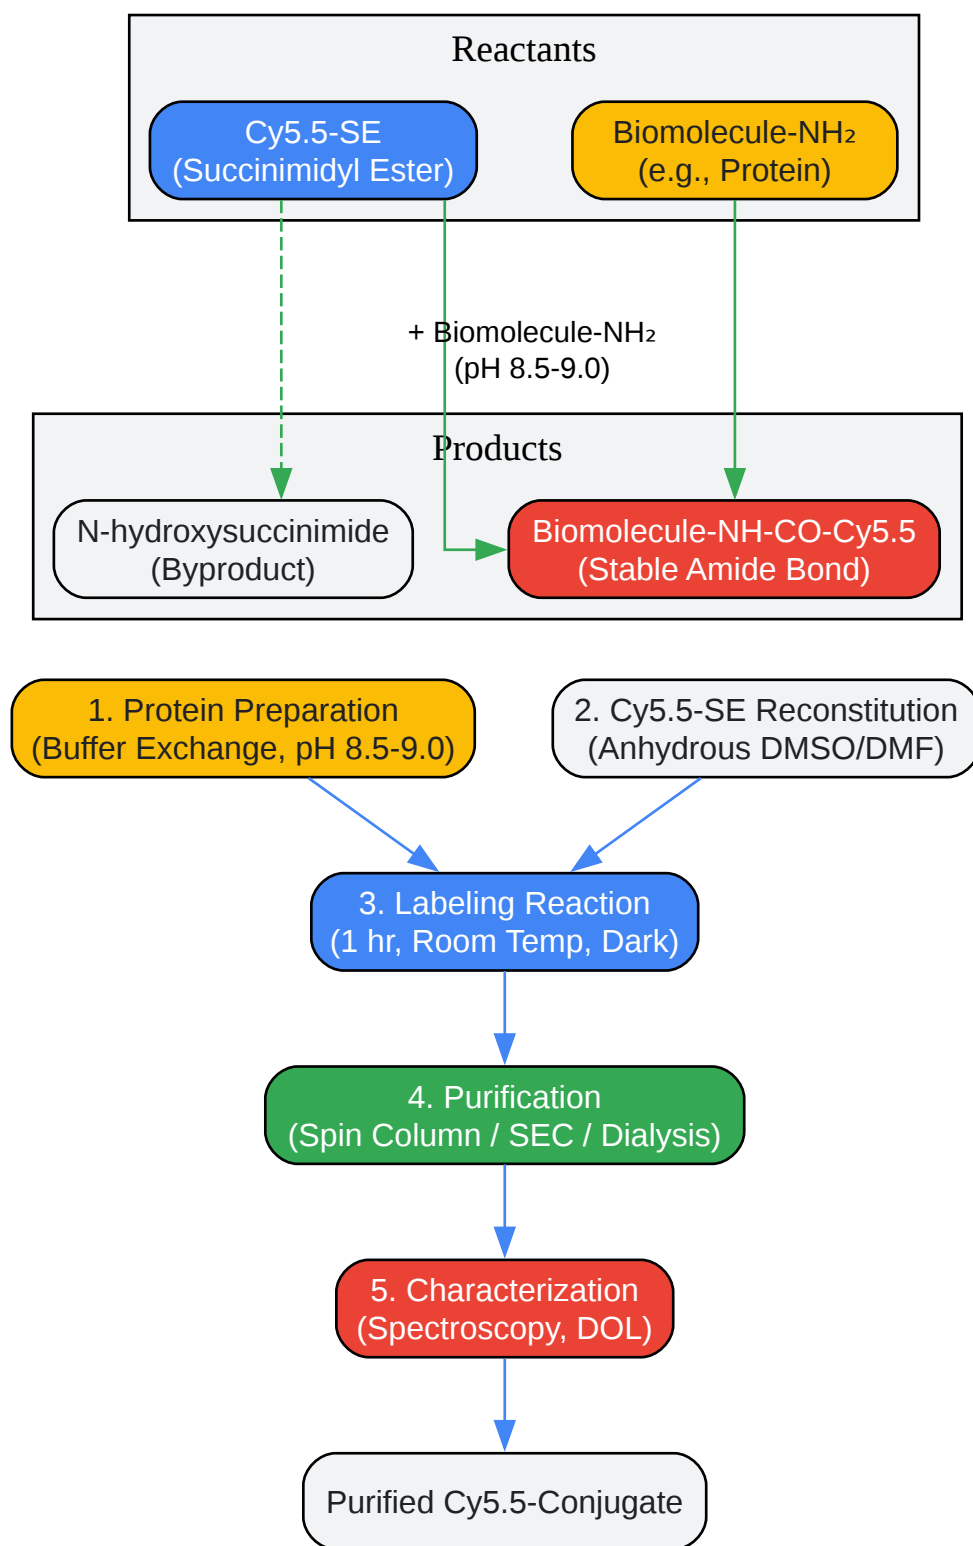 Reactants
Cy5.5-SE
(Succinimidyl Ester)
Biomolecule-NH₂
(e.g., Protein)
+ Biomolecule-NH₂
(pH 8.5-9.0)
Products
N-hydroxysuccinimide
(Byproduct)
Biomolecule-NH-CO-Cy5.5
(Stable Amide Bond)
1. Protein Preparation
(Buffer Exchange, pH 8.5-9.0)
2. Cy5.5-SE Reconstitution
(Anhydrous DMSO/DMF)
3. Labeling Reaction
(1 hr, Room Temp, Dark)
4. Purification
(Spin Column / SEC / Dialysis)
5. Characterization
(Spectroscopy, DOL)
Purified Cy5.5-Conjugate